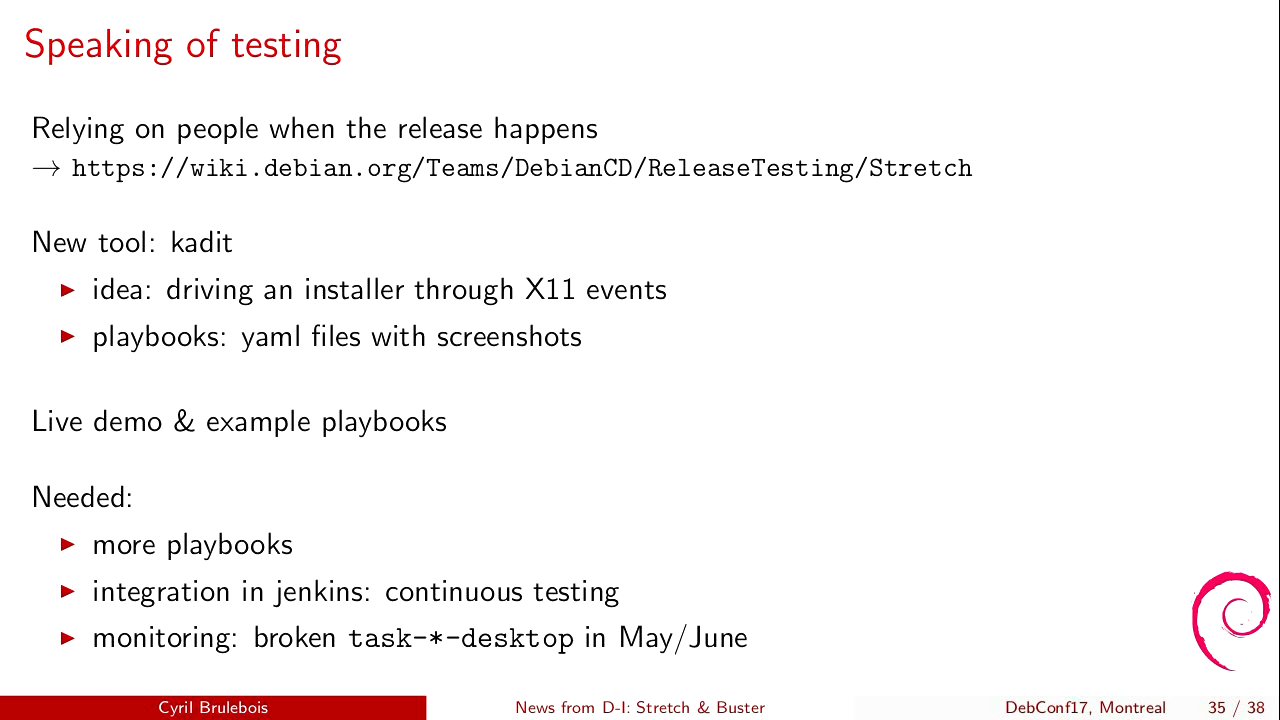 Speaking of testing
Relying on people when the release happens
→ https://wiki.debian.org/Teams/DebianCD/ReleaseTesting/Stretch
New tool: kadit
▶ idea: driving an installer through X11 events
▶ playbooks: yaml files with screenshots
Live demo & example playbooks
Needed:
▶ more playbooks
▶ integration in jenkins: continuous testing
▶ monitoring: broken task-*-desktop in May/June
Cyril Brulebois News from D-I: Stretch & Buster DebConf17, Montreal 35 / 38